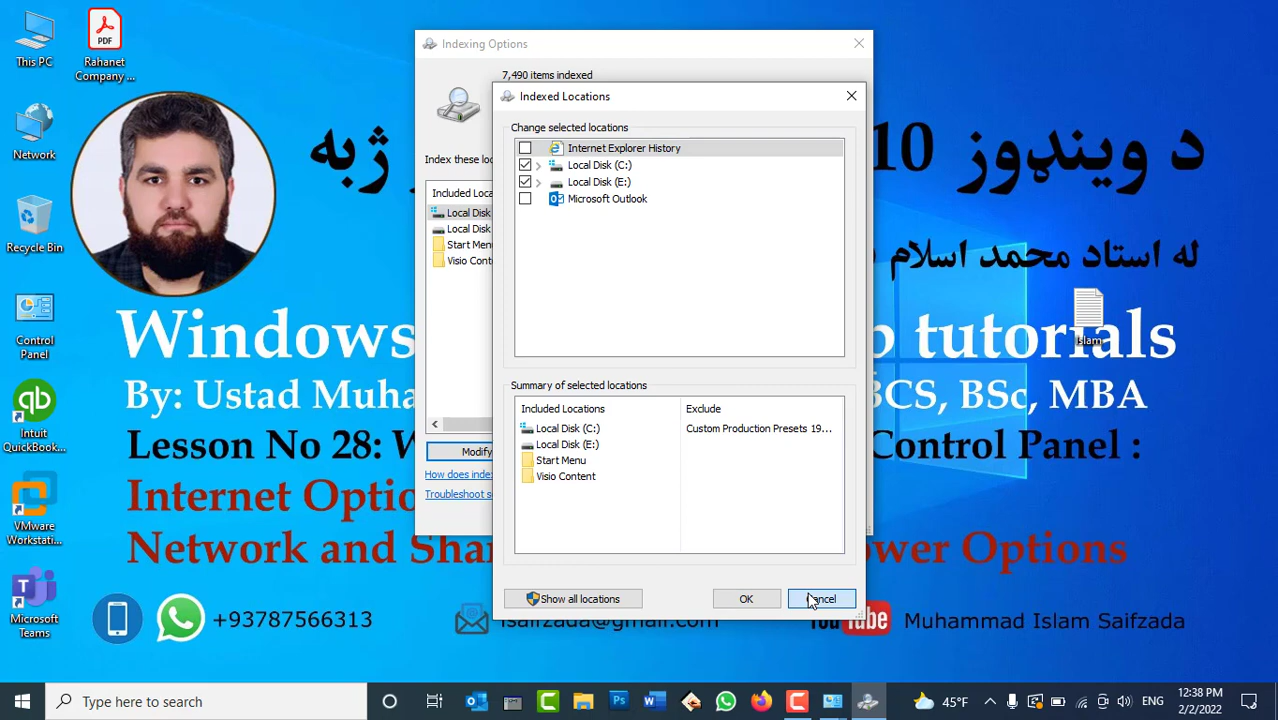 This PC
Rahanet
Company ...
Network
Recycle Bin
Control
Panel
Intuit
QuickBook...
VMware
Workstati...
Microsoft
Teams
Islam
د وینډوز 10
ژبه
له استاد محمد اسلام
Windows
p tutorials
By: Ustad Muha
BCS, BSc, MBA
Lesson No 28: W
Control Panel :
Internet Optio
Network and Shar
ower Options
+93787566313
isaifzada@gmail.com
YouTube
Muhammad Islam Saifzada
Indexing Options
7,490 items indexed
Index these loc
Included Loca
Local Disk
Local Disk
Start Menu
Visio Cont
Modify
How does inde
Troubleshoot s
Indexed Locations
Change selected locations
Internet Explorer History
Local Disk (C:)
Local Disk (E:)
Microsoft Outlook
Summary of selected locations
Included Locations
Exclude
Local Disk (C:)
Custom Production Presets 19...
Local Disk (E:)
Start Menu
Visio Content
Show all locations
OK
Cancel
Type here to search
45°F
ENG
12:38 PM
2/2/2022